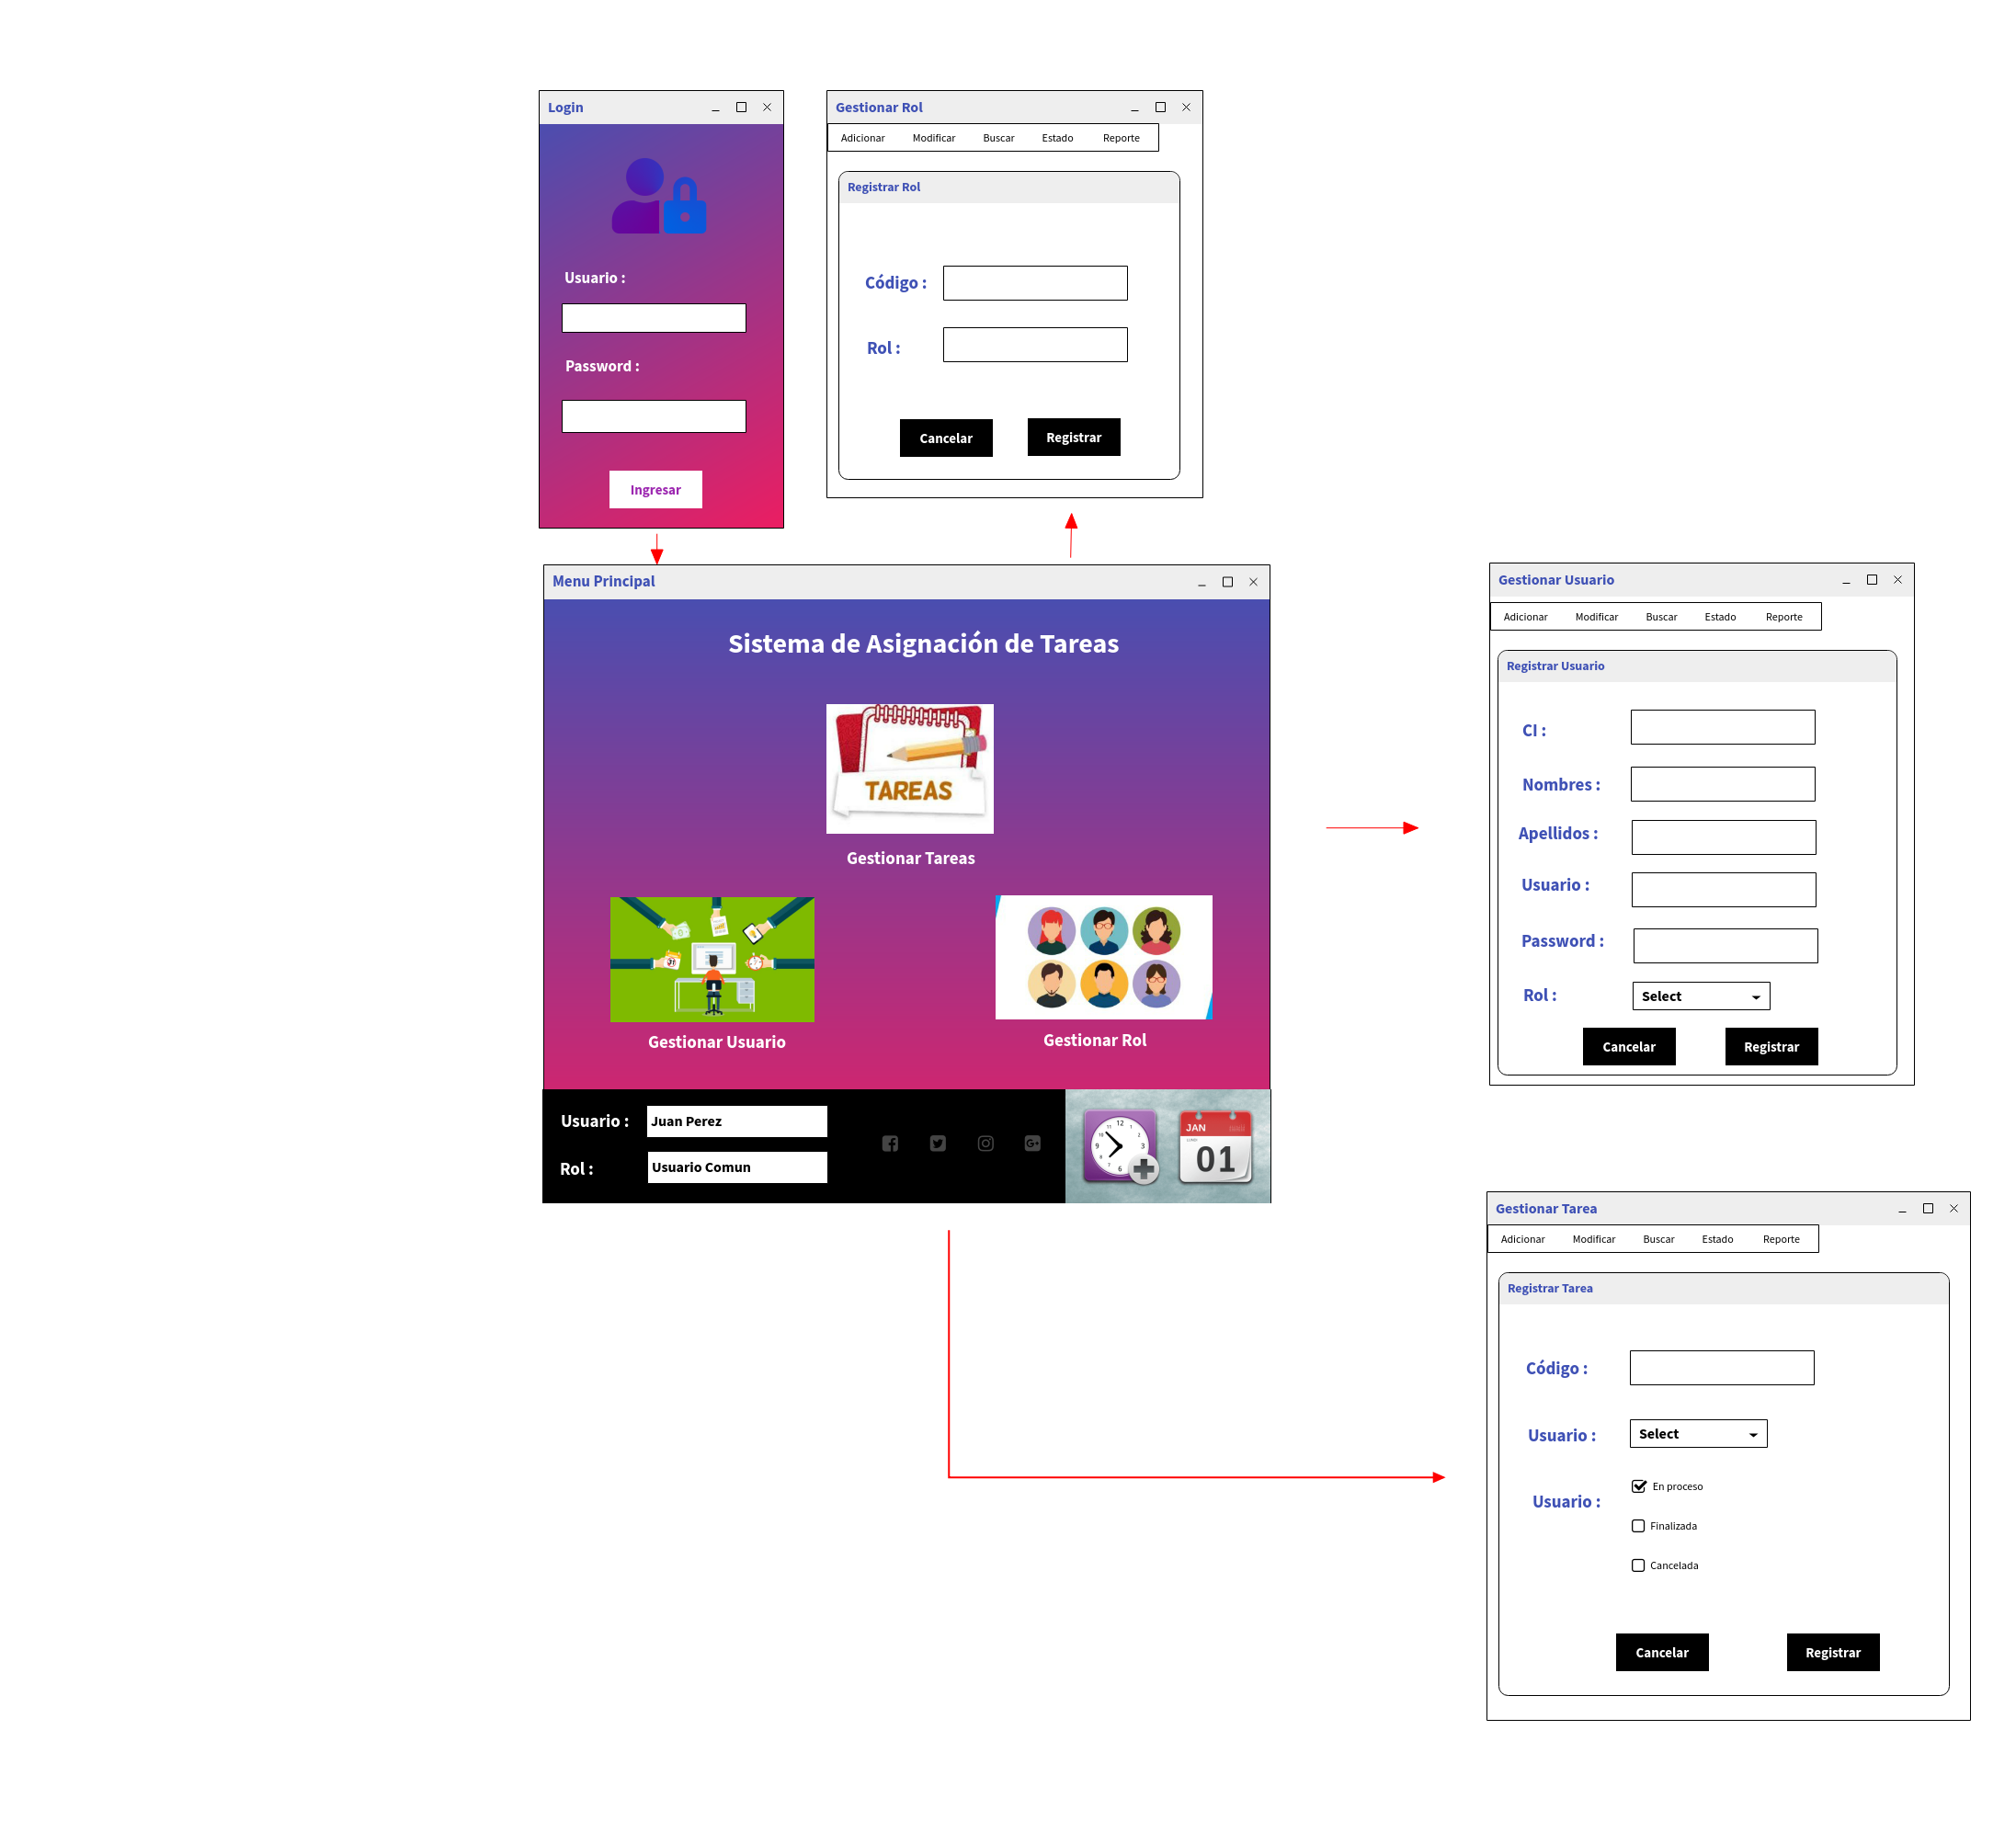 Login
Usuario :
Password :
Ingresar
Gestionar Rol
Adicionar Modificar Buscar Estado Reporte
Registrar Rol
Código :
Rol :
Cancelar Registrar
Menu Principal
Sistema de Asignación de Tareas
TAREAS
Gestionar Tareas
Gestionar Usuario
Gestionar Rol
Usuario : Juan Perez
Rol : Usuario Comun
12
3
6
9
JAN
01
Gestionar Usuario
Adicionar Modificar Buscar Estado Reporte
Registrar Usuario
CI :
Nombres :
Apellidos :
Usuario :
Password :
Rol : Select
Cancelar Registrar
Gestionar Tarea
Adicionar Modificar Buscar Estado Reporte
Registrar Tarea
Código :
Usuario : Select
Usuario :
En proceso
Finalizada
Cancelada
Cancelar Registrar